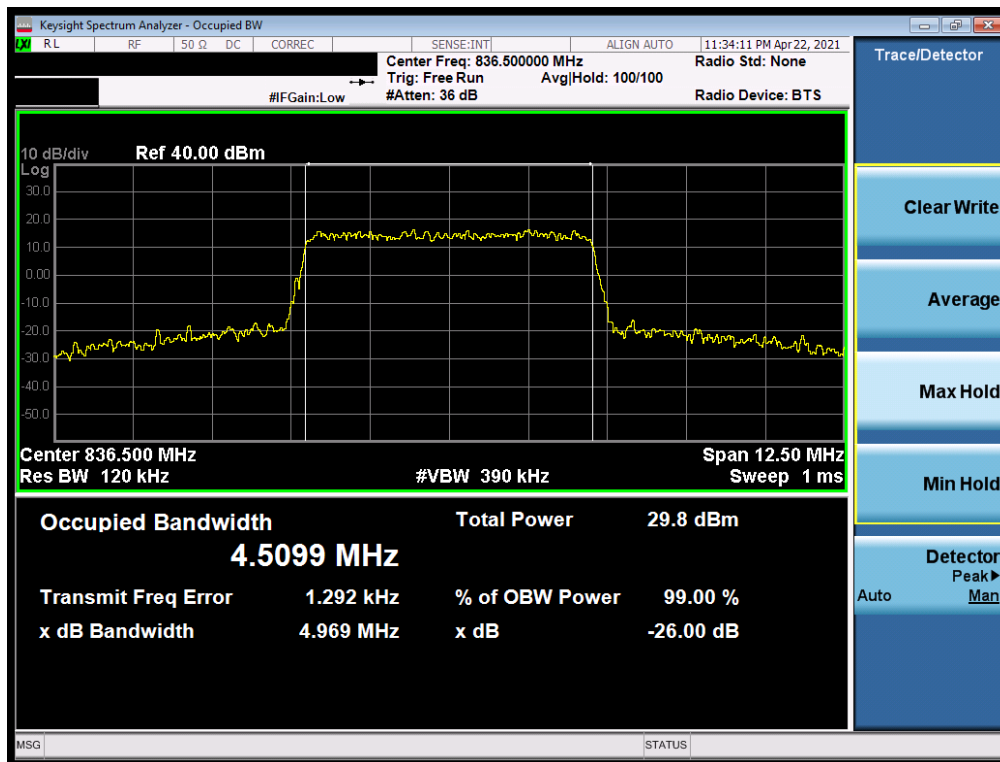 Keysight Spectrum Analyzer - Occupied BW
LXI RL RF 50 Ω DC CORREC SENSE:INT ALIGN AUTO 11:34:11 PM Apr 22, 2021
Center Freq: 836.500000 MHz Radio Std: None
Trig: Free Run Avg|Hold: 100/100
#IFGain:Low #Atten: 36 dB Radio Device: BTS
10 dB/div Ref 40.00 dBm
Log
30.0
20.0
10.0
0.00
-10.0
-20.0
-30.0
-40.0
-50.0
Center 836.500 MHz Span 12.50 MHz
Res BW 120 kHz #VBW 390 kHz Sweep 1 ms
Occupied Bandwidth Total Power 29.8 dBm
4.5099 MHz
Transmit Freq Error 1.292 kHz % of OBW Power 99.00 %
x dB Bandwidth 4.969 MHz x dB -26.00 dB
MSG STATUS
Trace/Detector
Clear Write
Average
Max Hold
Min Hold
Detector
Peak▶
Auto Man